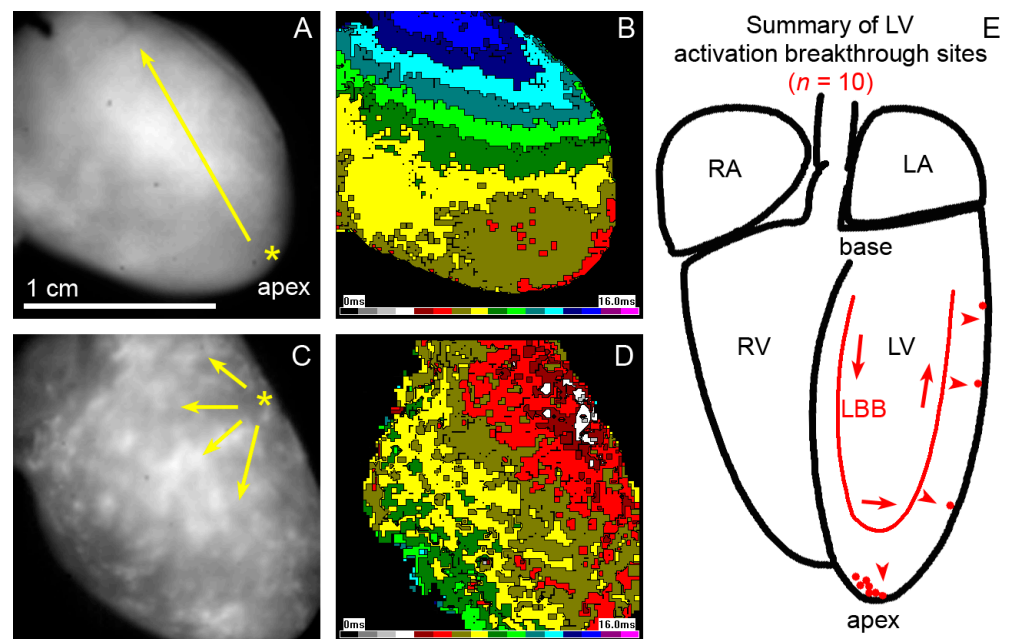 A
*
apex
1 cm
B
0ms 16.0ms
C
*
D
0ms 16.0ms
E
Summary of LV
activation breakthrough sites
(n = 10)
RA
LA
base
RV
LV
LBB
apex